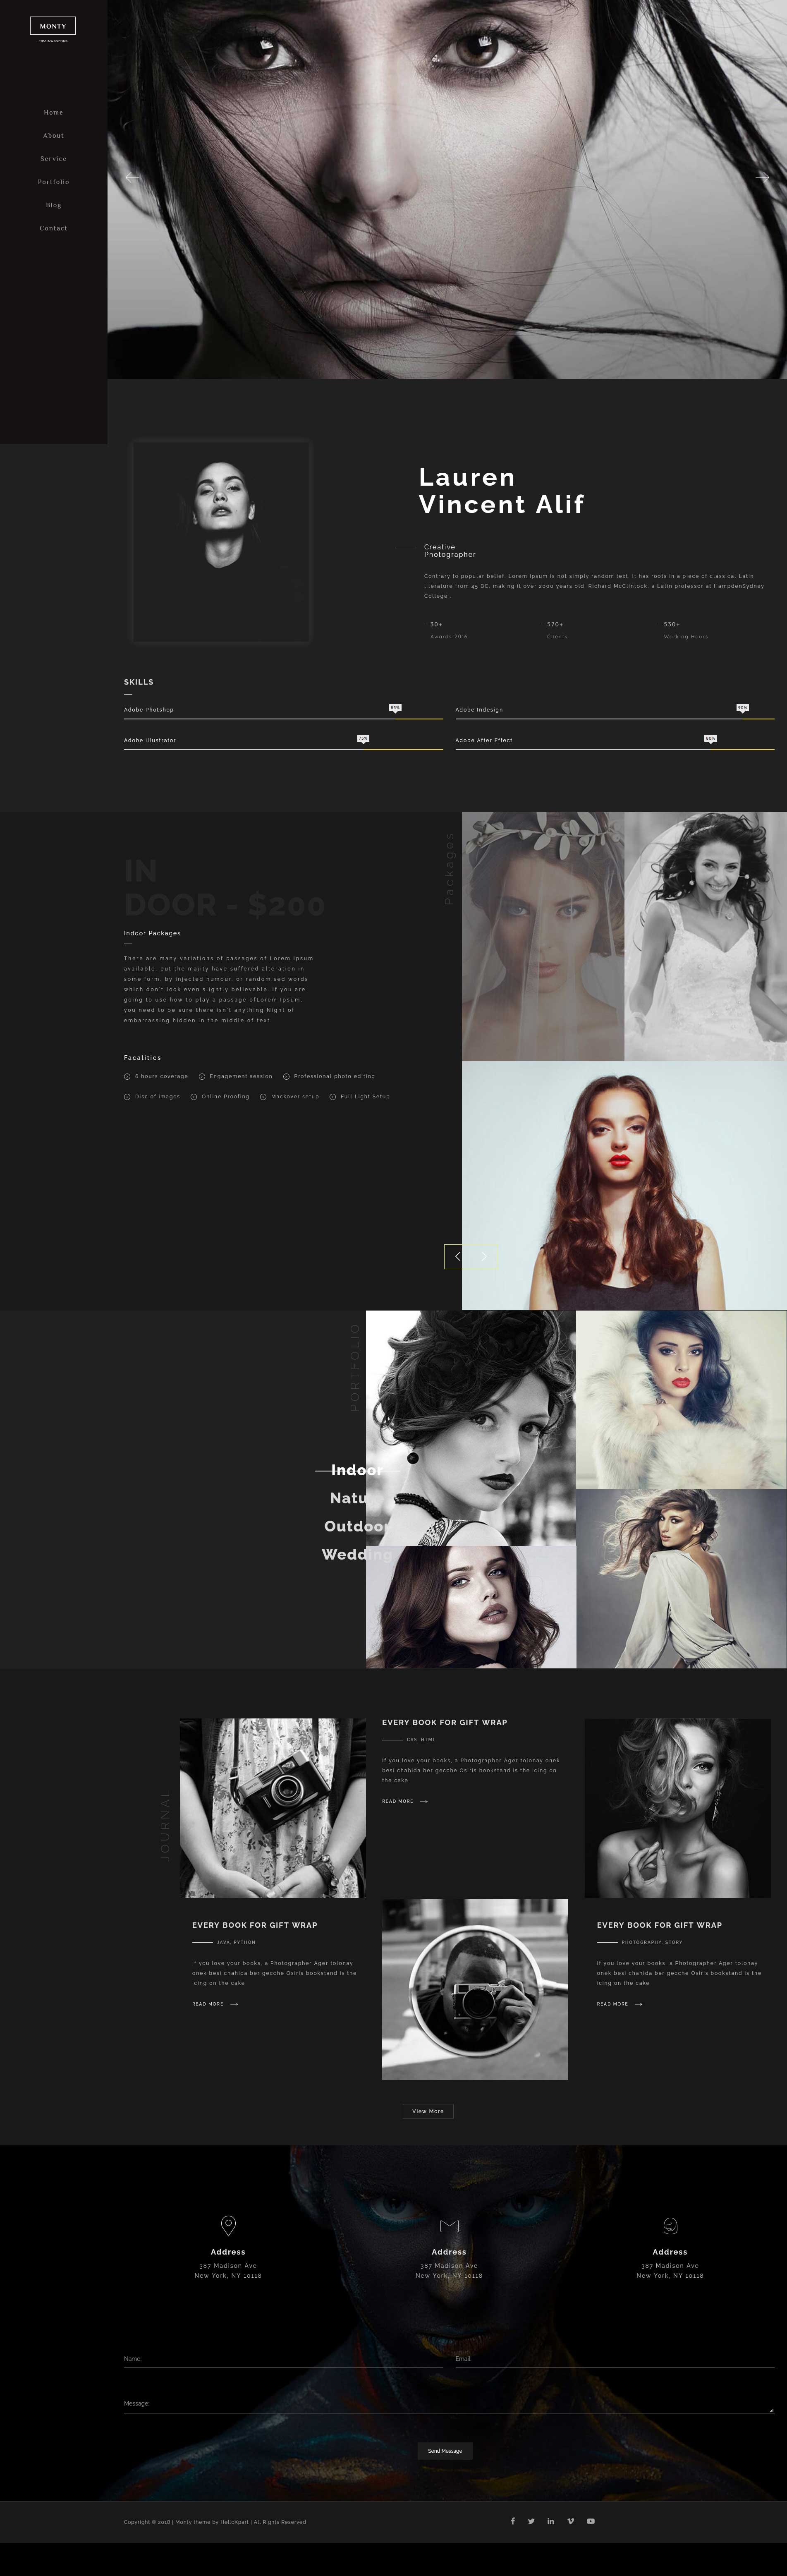 MONTY
PHOTOGRAPHER
Home
About
Service
Portfolio
Blog
Contact
Lauren
Vincent Alif
Creative
Photographer
Contrary to popular belief, Lorem Ipsum is not simply random text. It has roots in a piece of classical Latin
literature from 45 BC, making it over 2000 years old. Richard McClintock, a Latin professor at HampdenSydney
College .
30+
Awards 2016
570+
Clients
530+
Working Hours
SKILLS
Adobe Photshop
85%
Adobe Indesign
90%
Adobe Illustrator
75%
Adobe After Effect
80%
Packages
IN
DOOR - $200
Indoor Packages
There are many variations of passages of Lorem Ipsum
available, but the majity have suffered alteration in
some form, by injected humour, or randomised words
which don't look even slightly believable. If you are
going to use how to play a passage ofLorem Ipsum,
you need to be sure there isn't anything Night of
embarrassing hidden in the middle of text.
Facalities
6 hours coverage
Engagement session
Professional photo editing
Disc of images
Online Proofing
Mackover setup
Full Light Setup
PORTFOLIO
Indoor
Natu
Outdoor
Wedding
JOURNAL
EVERY BOOK FOR GIFT WRAP
CSS, HTML
If you love your books, a Photographer Ager tolonay onek
besi chahida ber gecche Osiris bookstand is the icing on
the cake
READ MORE
EVERY BOOK FOR GIFT WRAP
JAVA, PYTHON
If you love your books, a Photographer Ager tolonay
onek besi chahida ber gecche Osiris bookstand is the
icing on the cake
READ MORE
EVERY BOOK FOR GIFT WRAP
PHOTOGRAPHY, STORY
If you love your books, a Photographer Ager tolonay
onek besi chahida ber gecche Osiris bookstand is the
icing on the cake
READ MORE
View More
Address
387 Madison Ave
New York, NY 10118
Address
387 Madison Ave
New York, NY 10118
Address
387 Madison Ave
New York, NY 10118
Name:
Email:
Message:
Send Message
Copyright © 2018 | Monty theme by HelloXpart | All Rights Reserved